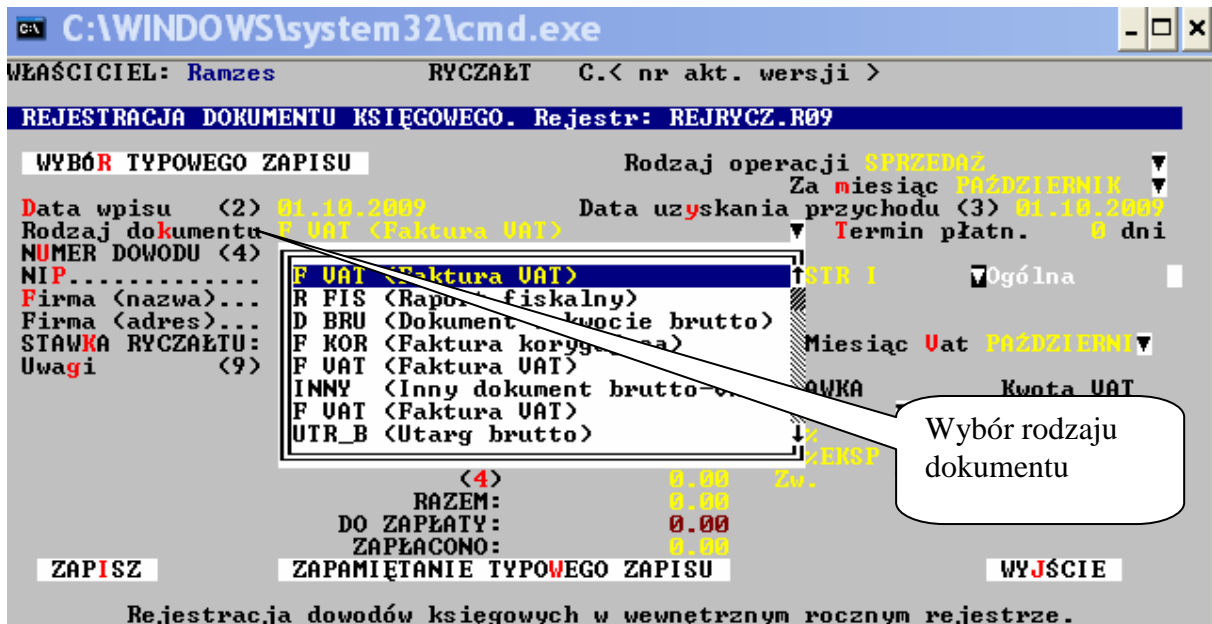 C:\WINDOWS\system32\cmd.exe
WŁAŚCICIEL: Ramzes RYCZAŁT C.< nr akt. wersji >
REJESTRACJA DOKUMENTU KSIĘGOWEGO. Rejestr: REJRYCZ.R09
WYBÓR TYPOWEGO ZAPISU Rodzaj operacji SPRZEDAŻ
Za miesiąc PAŹDZIERNIK
Data wpisu (2) 01.10.2009 Data uzyskania przychodu (3) 01.10.2009
Rodzaj dokumentu F VAT (Faktura VAT) Termin płatn. 0 dni
NUMER DOWODU (4)
NIP............. F VAT (Faktura VAT) STR I Ogólna
Firma (nazwa)... R FIS (Raport fiskalny)
Firma (adres)... D BRU (Dokument kwocie brutto)
STAWKA RYCZAŁTU: F KOR (Faktura korygująca) Miesiąc Vat PAŹDZIERNI
Uwagi (9) F VAT (Faktura VAT)
INNY (Inny dokument AWKA Kwota VAT
F VAT (Faktura VAT)
UTR_B (Utarg brutto) %
%EKSP
Wybór rodzaju
dokumentu
(4) 0.00 Zw.
RAZEM: 0.00
DO ZAPŁATY: 0.00
ZAPŁACONO: 0.00
ZAPISZ ZAPAMIĘTANIE TYPOWEGO ZAPISU WYJŚCIE
Rejestracja dowodów księgowych w wewnętrznym rocznym rejestrze.